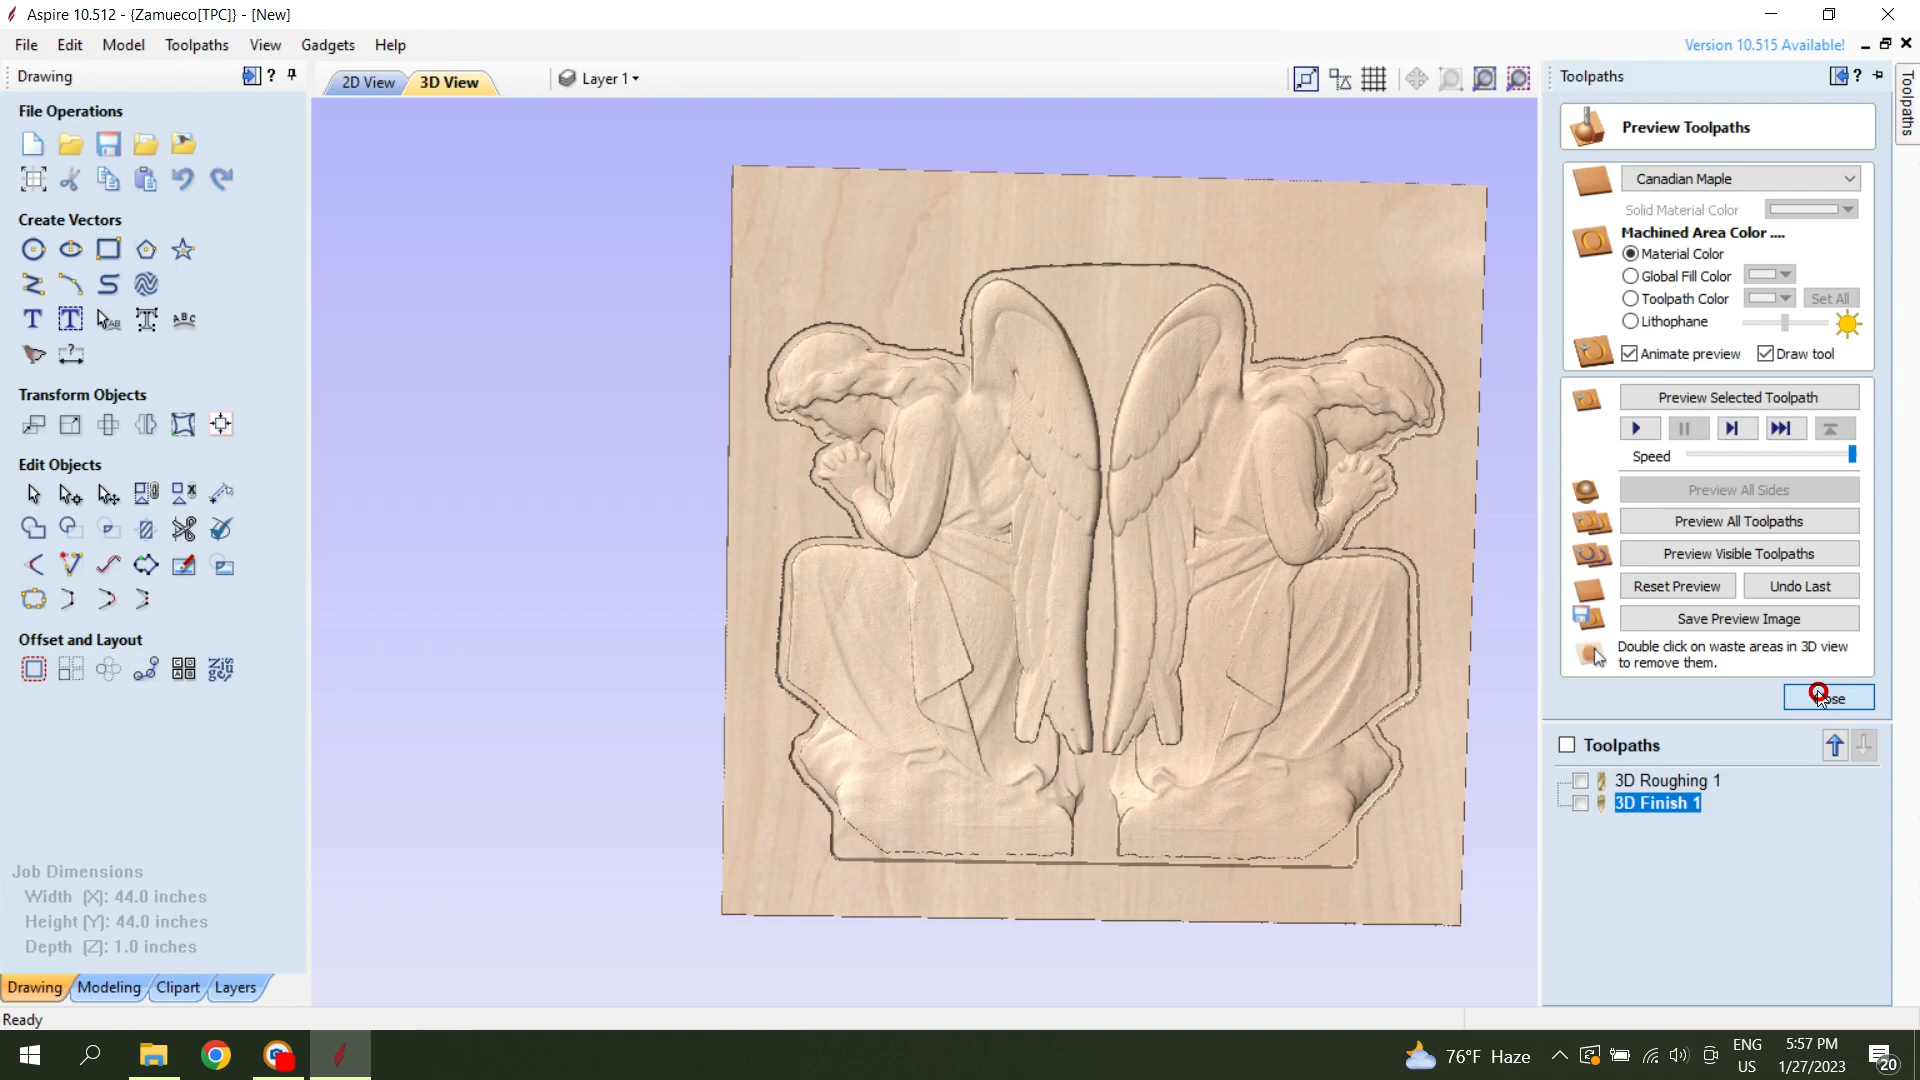 Aspire 10.512 - {Zamueco[TPC]} - [New]
File Edit Model Toolpaths View Gadgets Help
Version 10.515 Available!
Drawing
2D View
3D View
Layer 1
Toolpaths
Toolpaths
File Operations
Create Vectors
Transform Objects
Edit Objects
Offset and Layout
Job Dimensions
Width (X): 44.0 inches
Height (Y): 44.0 inches
Depth (Z): 1.0 inches
Drawing
Modeling
Clipart
Layers
Ready
Preview Toolpaths
Canadian Maple
Solid Material Color
Machined Area Color ....
Material Color
Global Fill Color
Toolpath Color
Set All
Lithophane
Animate preview
Draw tool
Preview Selected Toolpath
Speed
Preview All Sides
Preview All Toolpaths
Preview Visible Toolpaths
Reset Preview
Undo Last
Save Preview Image
Double click on waste areas in 3D view
to remove them.
Toolpaths
3D Roughing 1
3D Finish 1
76°F Haze
ENG
US
5:57 PM
1/27/2023
20